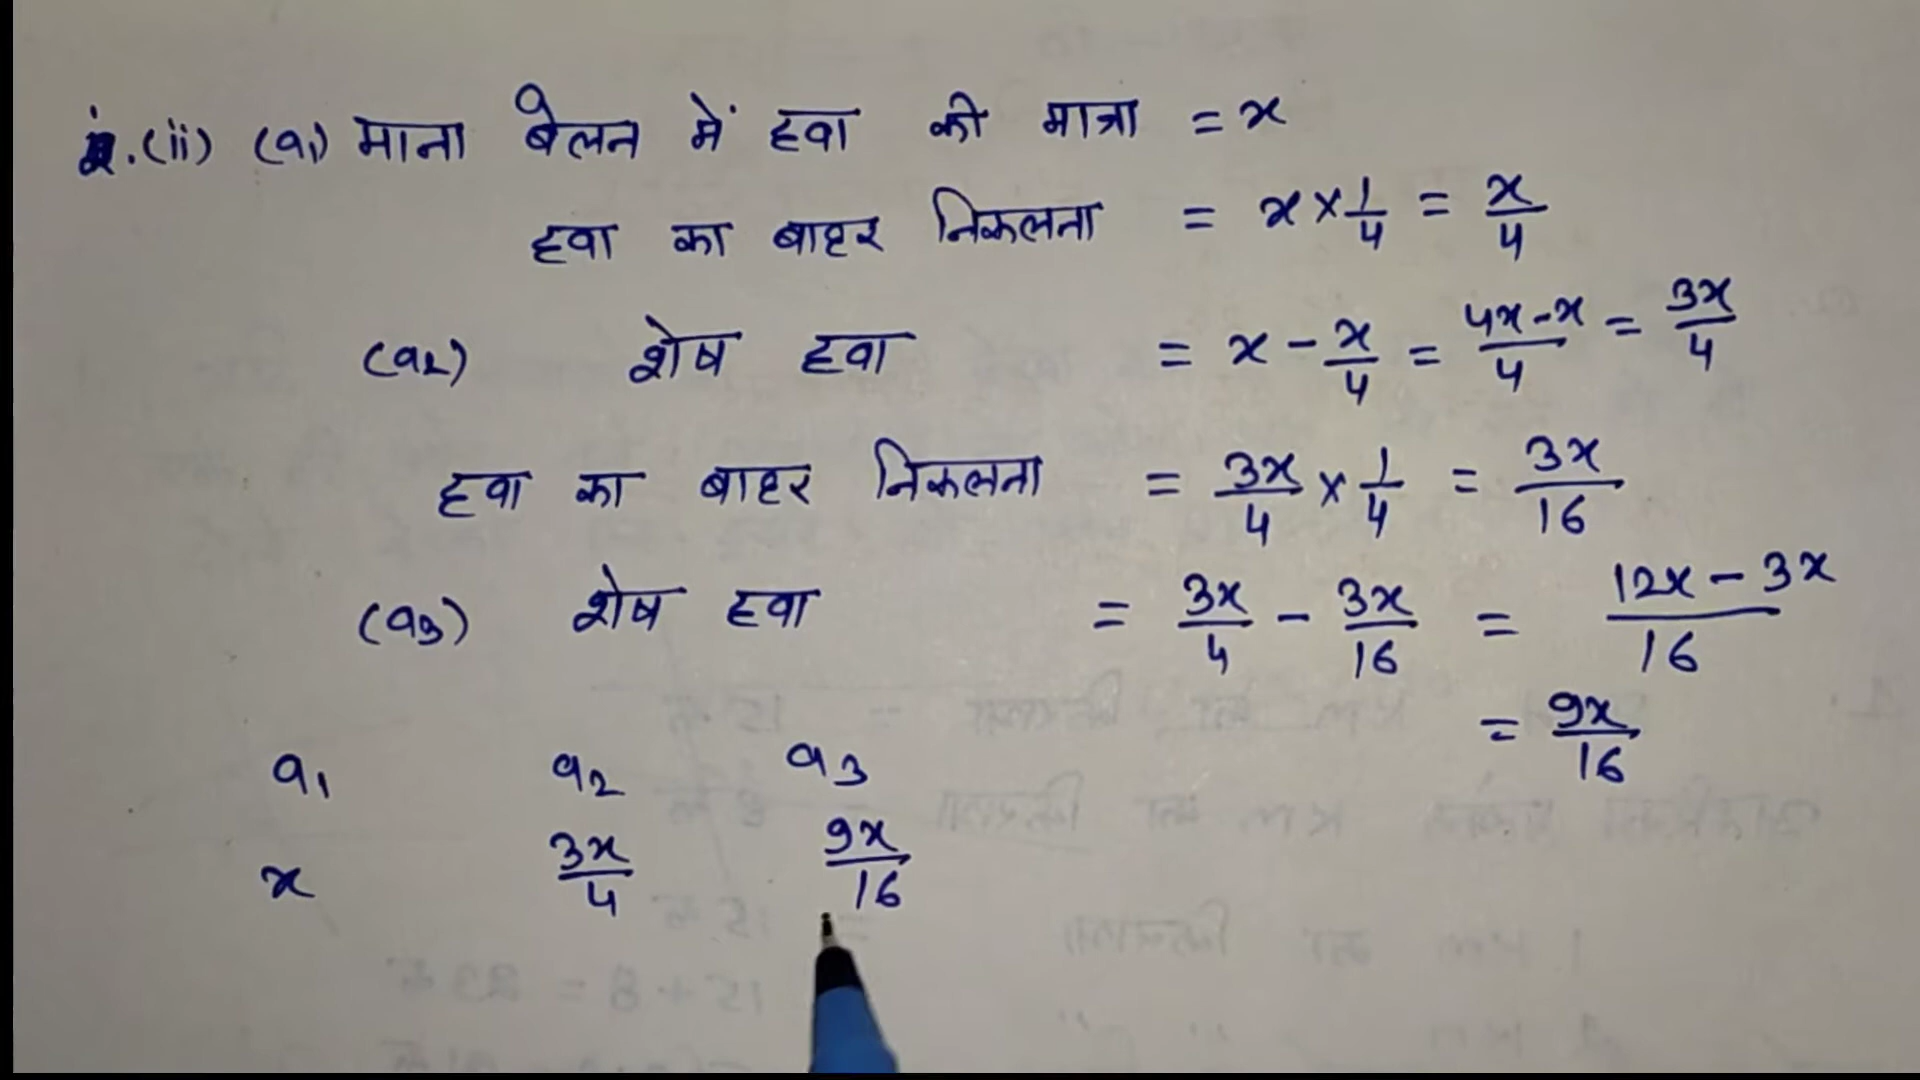 1.(ii) (a1) माना बेलन में हवा की मात्रा = x
हवा का बाहर निकलना = x × 1/4 = x/4
(a2) शेष हवा = x - x/4 = (4x-x)/4 = 3x/4
हवा का बाहर निकलना = 3x/4 × 1/4 = 3x/16
(a3) शेष हवा = 3x/4 - 3x/16 = (12x - 3x)/16
= 9x/16
a1 a2 a3
x 3x/4 9x/16